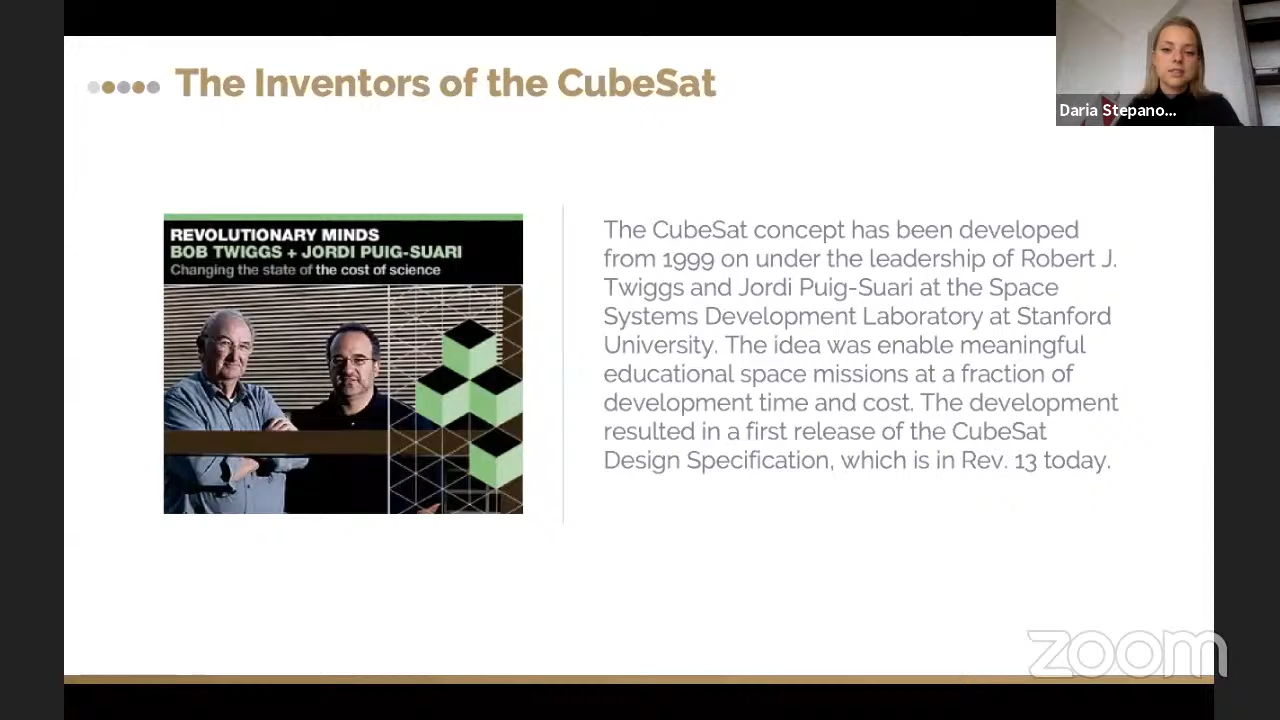 The Inventors of the CubeSat
Daria Stepano...
REVOLUTIONARY MINDS
BOB TWIGGS + JORDI PUIG-SUARI
Changing the state of the cost of science
The CubeSat concept has been developed
from 1999 on under the leadership of Robert J.
Twiggs and Jordi Puig-Suari at the Space
Systems Development Laboratory at Stanford
University. The idea was enable meaningful
educational space missions at a fraction of
development time and cost. The development
resulted in a first release of the CubeSat
Design Specification, which is in Rev. 13 today.
zoom